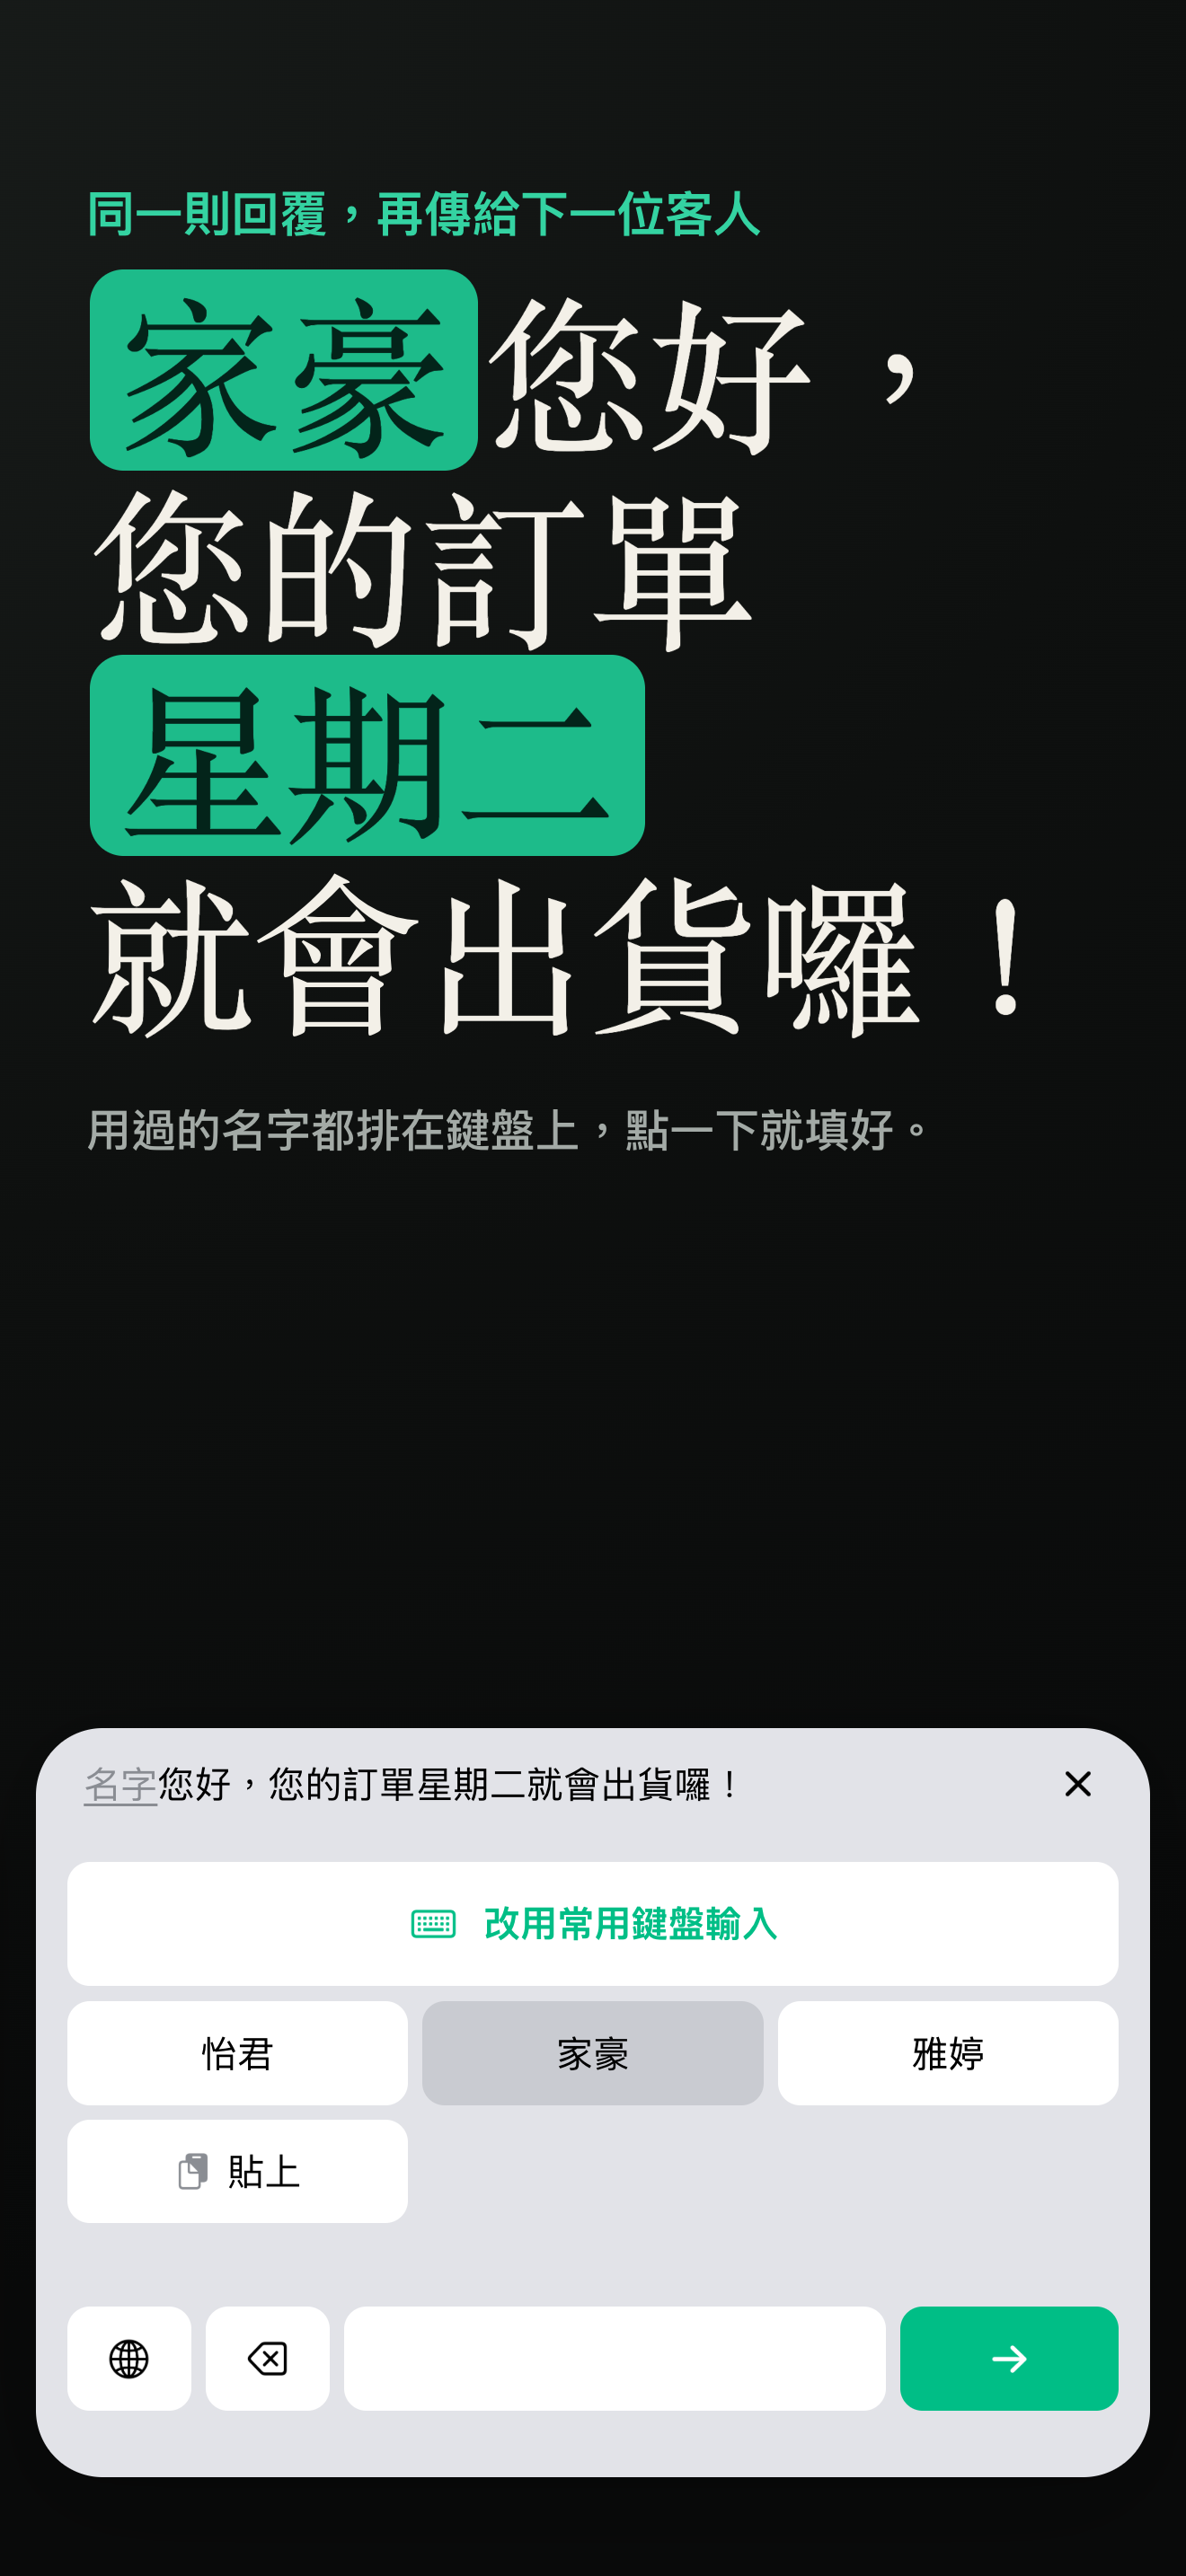 同一則回覆，再傳給下一位客人
家豪您好，
您的訂單
星期二
就會出貨囉！
用過的名字都排在鍵盤上，點一下就填好。
名字您好，您的訂單星期二就會出貨囉！
改用常用鍵盤輸入
怡君
家豪
雅婷
貼上